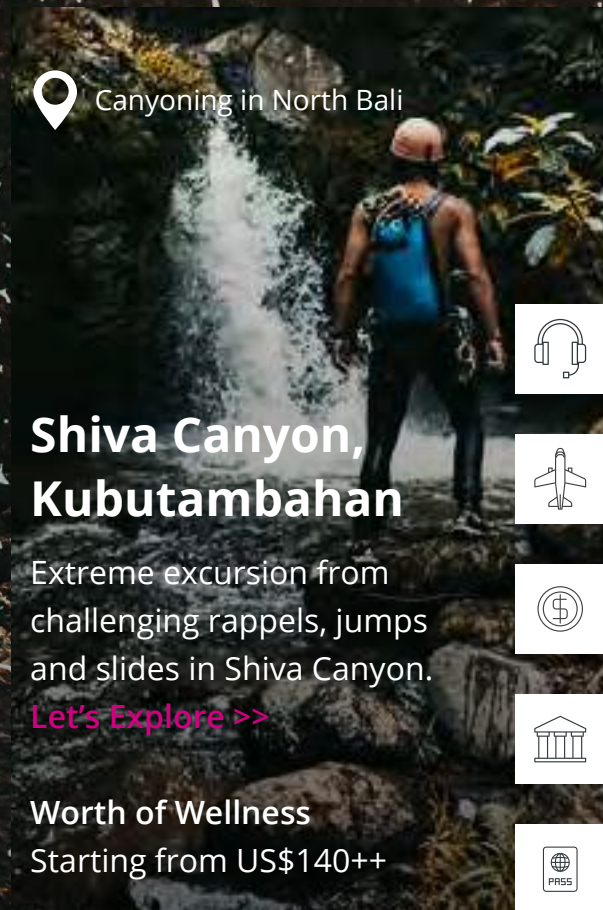 Canyoning in North Bali
Shiva Canyon,
Kubutambahan
Extreme excursion from
challenging rappels, jumps
and slides in Shiva Canyon.
Let's Explore >>
Worth of Wellness
Starting from US$140++
$
PASS